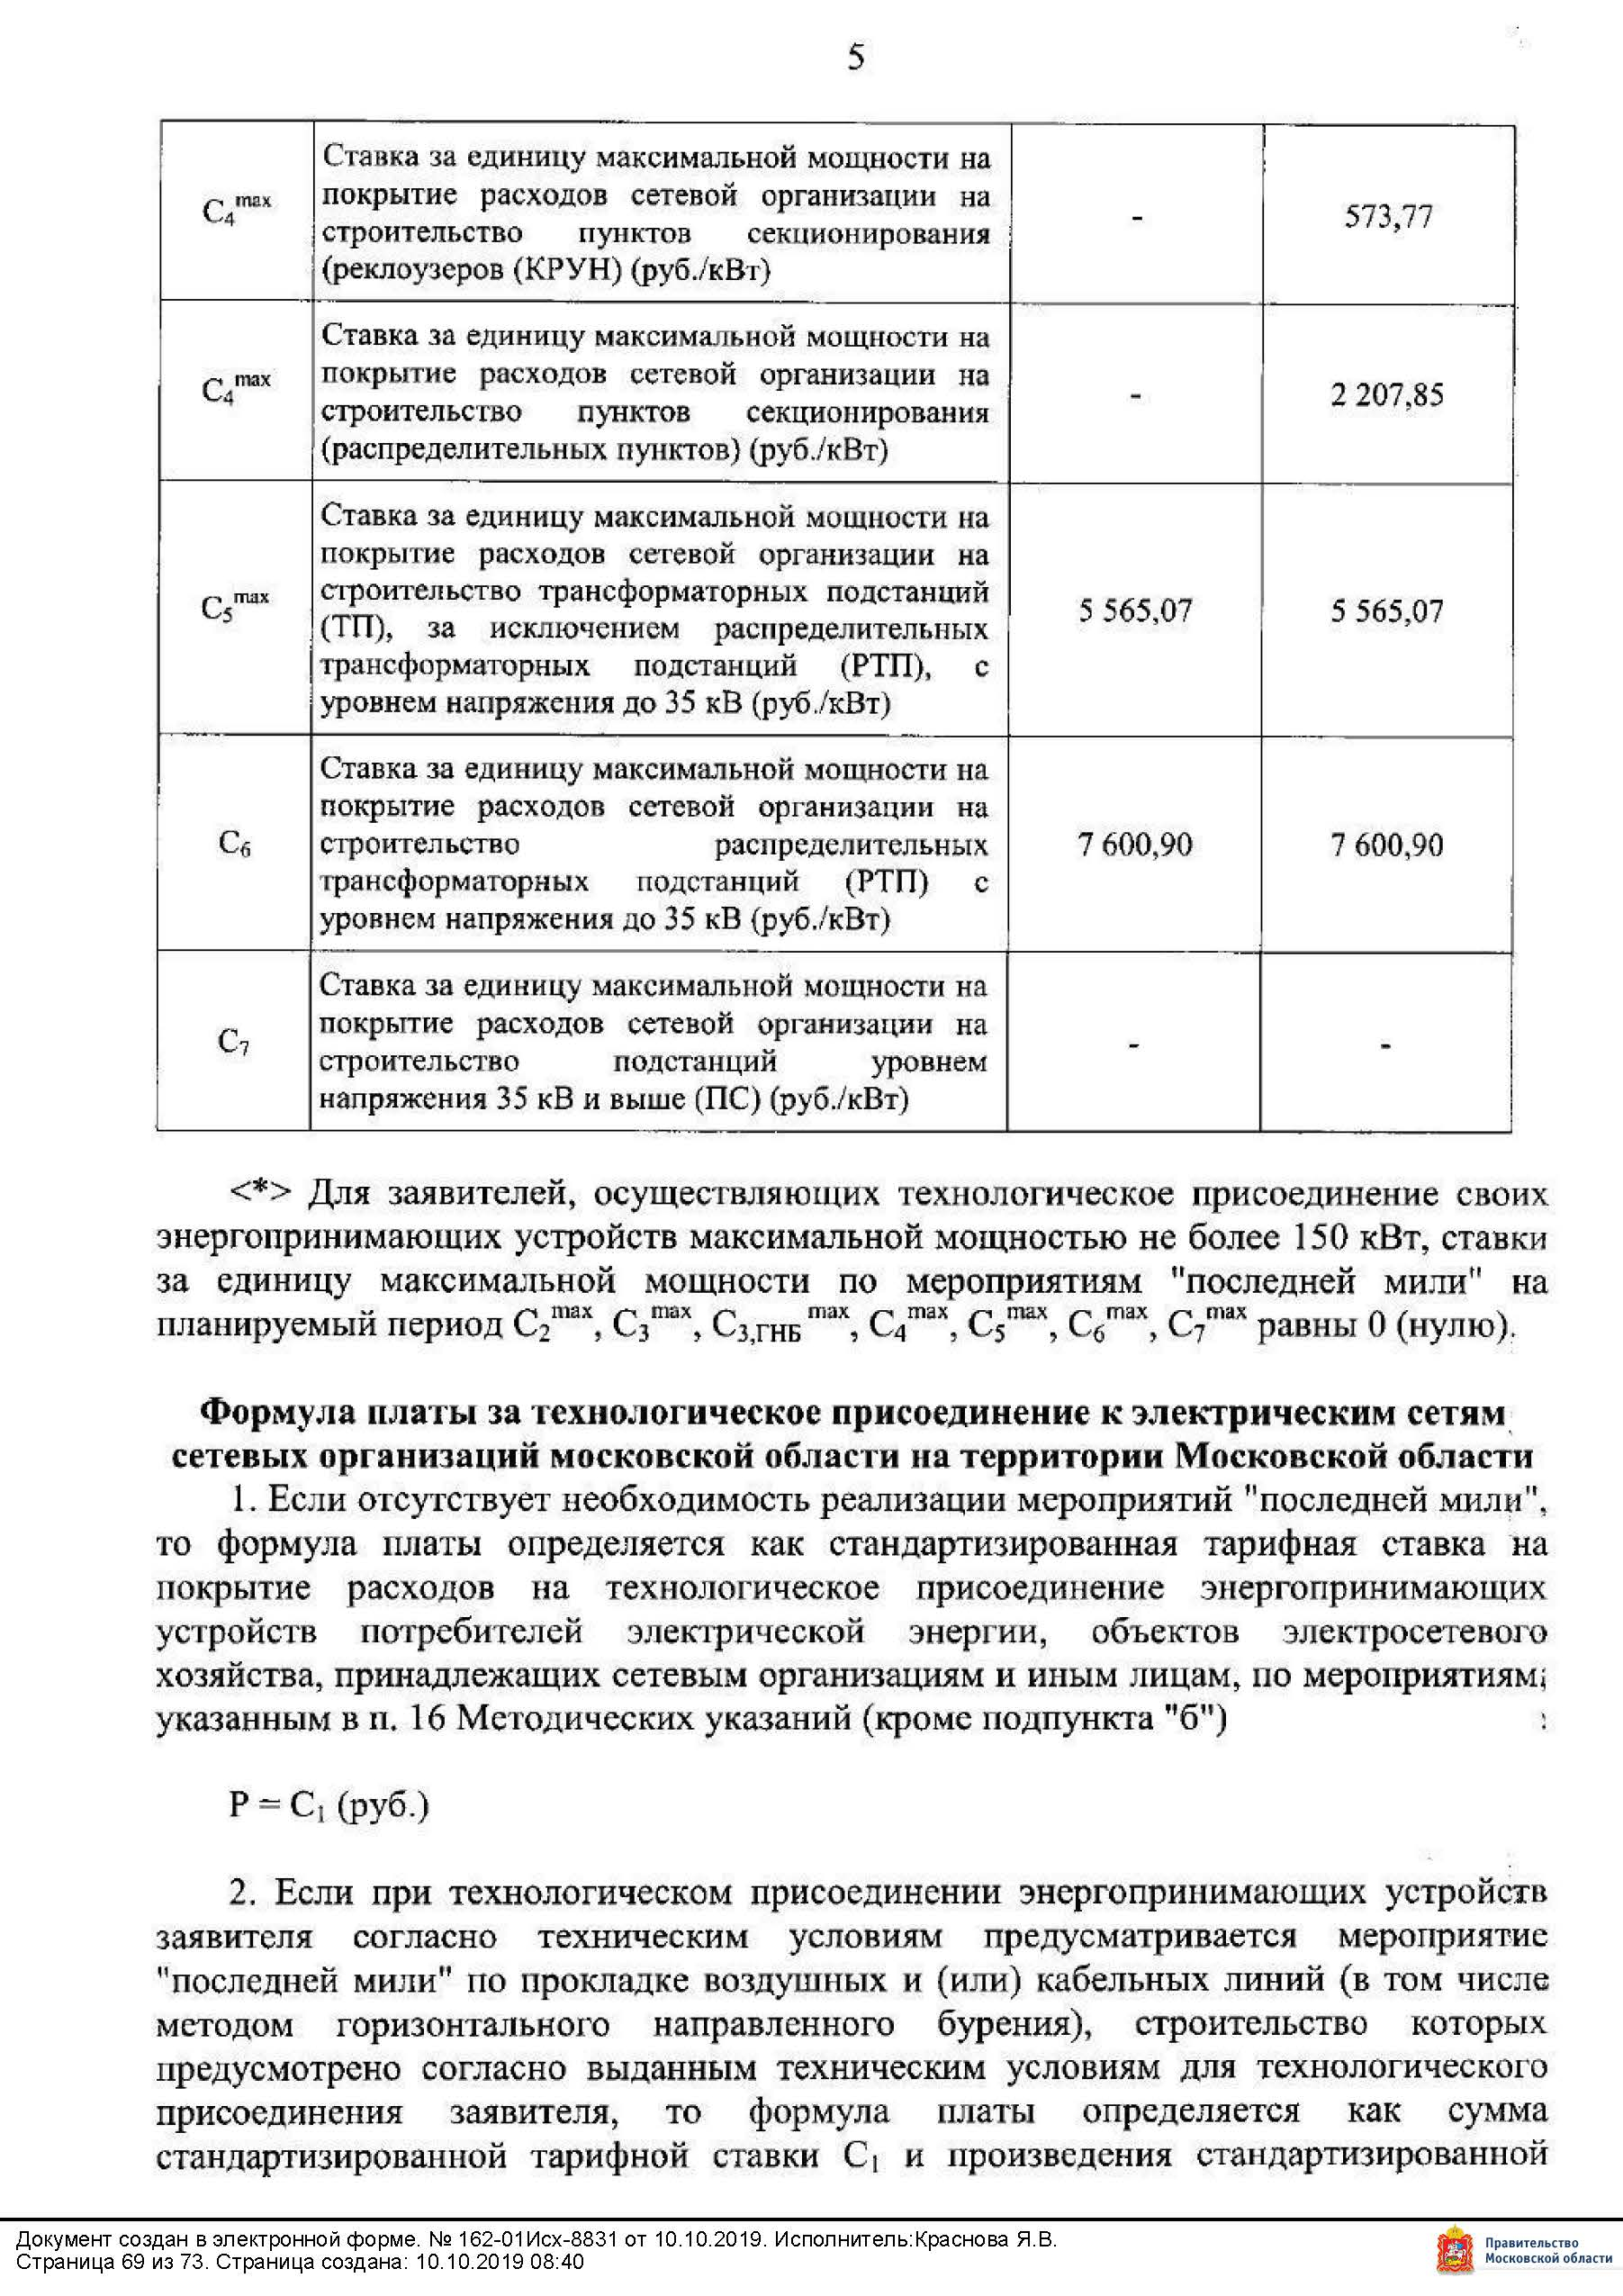 5
C₄ᵐᵃˣ
Ставка за единицу максимальной мощности на
покрытие расходов сетевой организации на
строительство пунктов секционирования
(реклоузеров (КРУН) (руб./кВт)
-
573,77
C₄ᵐᵃˣ
Ставка за единицу максимальной мощности на
покрытие расходов сетевой организации на
строительство пунктов секционирования
(распределительных пунктов) (руб./кВт)
-
2 207,85
C₅ᵐᵃˣ
Ставка за единицу максимальной мощности на
покрытие расходов сетевой организации на
строительство трансформаторных подстанций
(ТП), за исключением распределительных
трансформаторных подстанций (РТП), с
уровнем напряжения до 35 кВ (руб./кВт)
5 565,07
5 565,07
C₆
Ставка за единицу максимальной мощности на
покрытие расходов сетевой организации на
строительство распределительных
трансформаторных подстанций (РТП) с
уровнем напряжения до 35 кВ (руб./кВт)
7 600,90
7 600,90
C₇
Ставка за единицу максимальной мощности на
покрытие расходов сетевой организации на
строительство подстанций уровнем
напряжения 35 кВ и выше (ПС) (руб./кВт)
-
-
<*> Для заявителей, осуществляющих технологическое присоединение своих
энергопринимающих устройств максимальной мощностью не более 150 кВт, ставки
за единицу максимальной мощности по мероприятиям "последней мили" на
планируемый период C₂ᵐᵃˣ, C₃ᵐᵃˣ, C₃,ГНБᵐᵃˣ, C₄ᵐᵃˣ, C₅ᵐᵃˣ, C₆ᵐᵃˣ, C₇ᵐᵃˣ равны 0 (нулю).
Формула платы за технологическое присоединение к электрическим сетям
сетевых организаций московской области на территории Московской области
1. Если отсутствует необходимость реализации мероприятий "последней мили",
то формула платы определяется как стандартизированная тарифная ставка на
покрытие расходов на технологическое присоединение энергопринимающих
устройств потребителей электрической энергии, объектов электросетевого
хозяйства, принадлежащих сетевым организациям и иным лицам, по мероприятиям,
указанным в п. 16 Методических указаний (кроме подпункта "б")
P = C₁ (руб.)
2. Если при технологическом присоединении энергопринимающих устройств
заявителя согласно техническим условиям предусматривается мероприятие
"последней мили" по прокладке воздушных и (или) кабельных линий (в том числе
методом горизонтального направленного бурения), строительство которых
предусмотрено согласно выданным техническим условиям для технологического
присоединения заявителя, то формула платы определяется как сумма
стандартизированной тарифной ставки C₁ и произведения стандартизированной
Документ создан в электронной форме. № 162-01Исх-8831 от 10.10.2019. Исполнитель:Краснова Я.В.
Страница 69 из 73. Страница создана: 10.10.2019 08:40
Правительство
Московской области